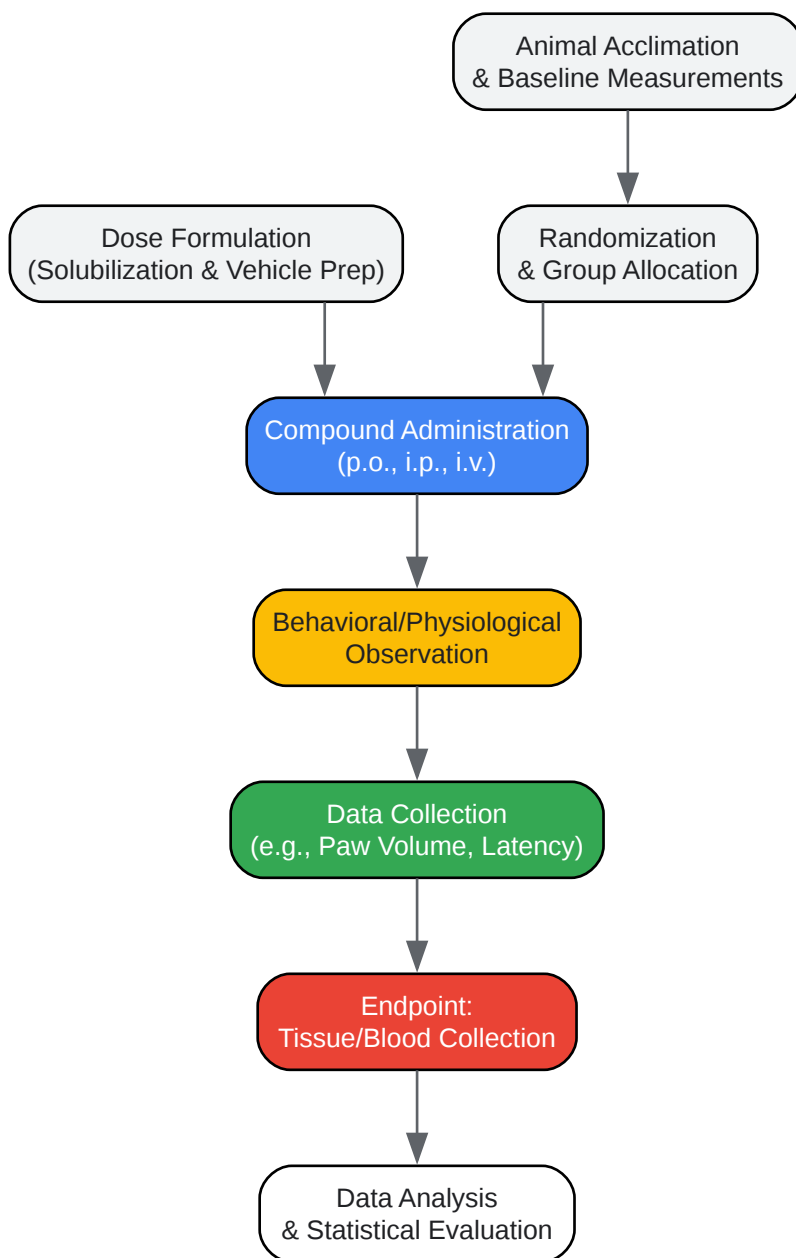 Animal Acclimation
& Baseline Measurements
Dose Formulation
(Solubilization & Vehicle Prep)
Randomization
& Group Allocation
Compound Administration
(p.o., i.p., i.v.)
Behavioral/Physiological
Observation
Data Collection
(e.g., Paw Volume, Latency)
Endpoint:
Tissue/Blood Collection
Data Analysis
& Statistical Evaluation